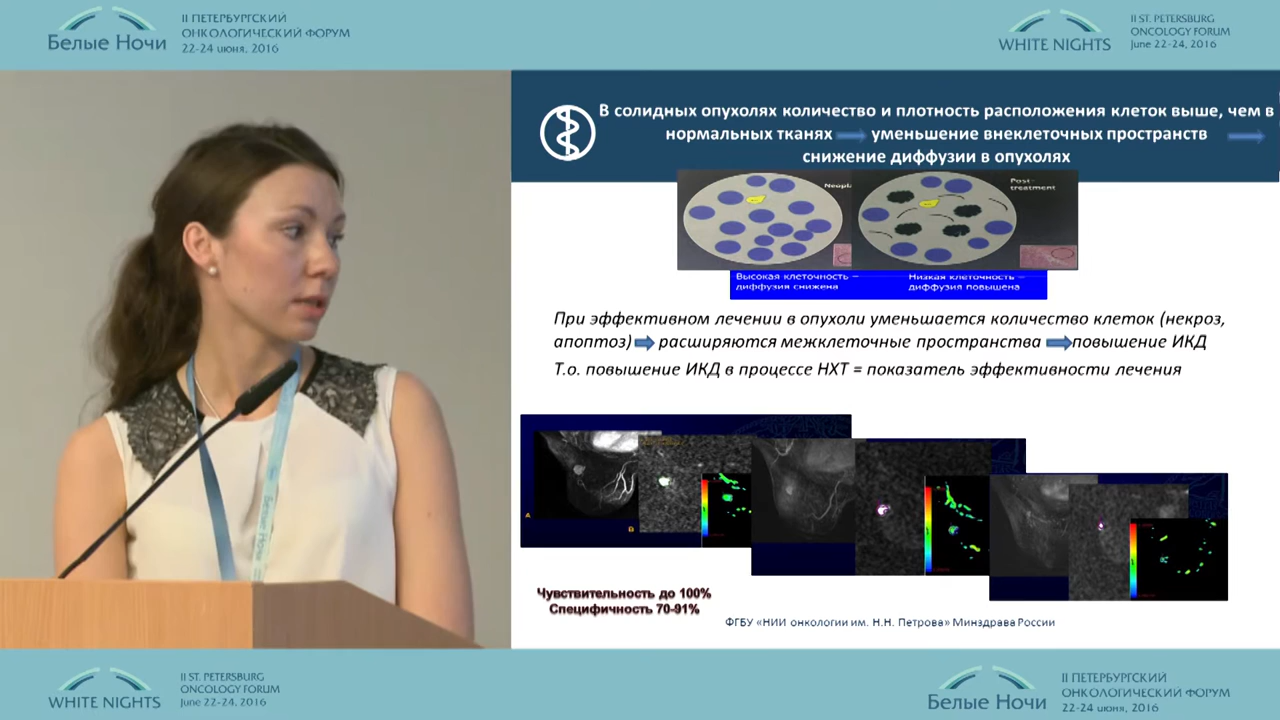 Белые Ночи
II ПЕТЕРБУРГСКИЙ
ОНКОЛОГИЧЕСКИЙ ФОРУМ
22-24 июня, 2016
WHITE NIGHTS
II ST. PETERSBURG
ONCOLOGY FORUM
June 22-24, 2016
В солидных опухолях количество и плотность расположения клеток выше, чем в
нормальных тканях уменьшение внеклеточных пространств
снижение диффузии в опухолях
Post-
treatment
Высокая клеточность –
диффузия снижена
Низкая клеточность –
диффузия повышена
При эффективном лечении в опухоли уменьшается количество клеток (некроз,
апоптоз) расширяются межклеточные пространства повышение ИКД
Т.о. повышение ИКД в процессе НХТ = показатель эффективности лечения
Чувствительность до 100%
Специфичность 70-91%
ФГБУ «НИИ онкологии им. Н.Н. Петрова» Минздрава России
WHITE NIGHTS
II ST. PETERSBURG
ONCOLOGY FORUM
June 22-24, 2016
Белые Ночи
II ПЕТЕРБУРГСКИЙ
ОНКОЛОГИЧЕСКИЙ ФОРУМ
22-24 июня, 2016